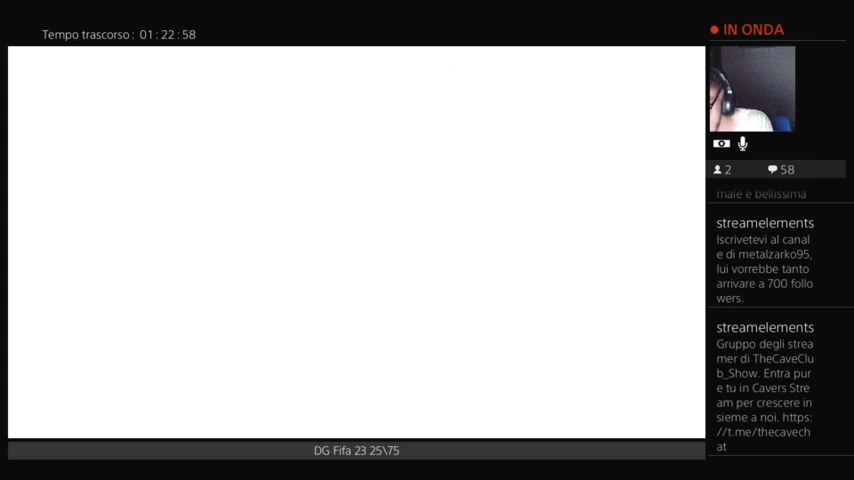 Tempo trascorso: 01:22:58
IN ONDA
2 58
male è bellissima
streamelements
Iscrivetevi al canal
e di metalzarko95,
lui vorrebbe tanto
arrivare a 700 follo
wers.
streamelements
Gruppo degli strea
mer di TheCaveClu
b_Show. Entra pur
e tu in Cavers Stre
am per crescere in
sieme a noi. https:
//t.me/thecavech
at
DG Fifa 23 25\75